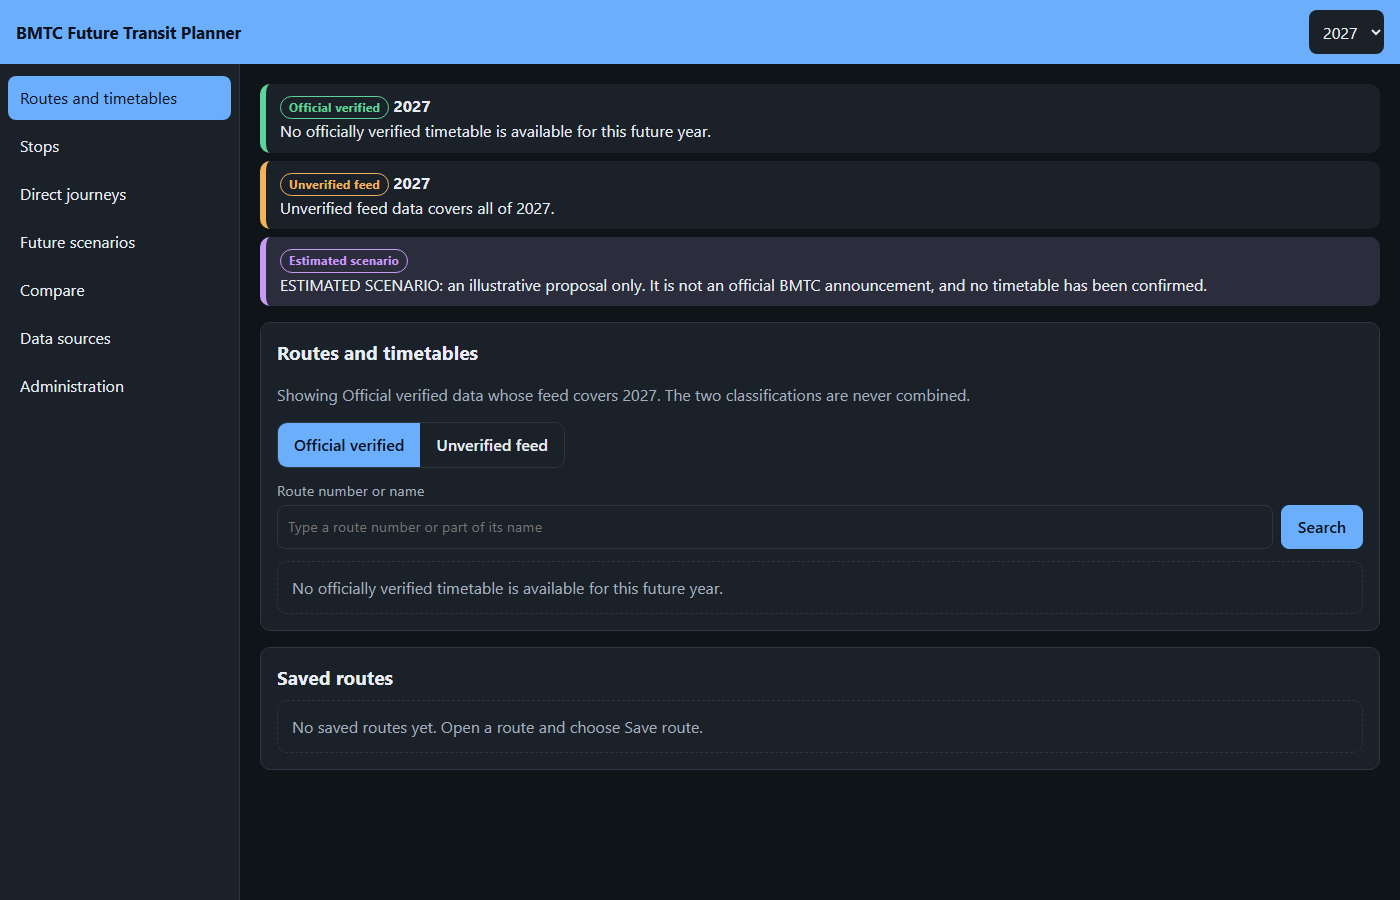 BMTC Future Transit Planner
2027
Routes and timetables
Stops
Direct journeys
Future scenarios
Compare
Data sources
Administration
Official verified 2027
No officially verified timetable is available for this future year.
Unverified feed 2027
Unverified feed data covers all of 2027.
Estimated scenario
ESTIMATED SCENARIO: an illustrative proposal only. It is not an official BMTC announcement, and no timetable has been confirmed.
Routes and timetables
Showing Official verified data whose feed covers 2027. The two classifications are never combined.
Official verified Unverified feed
Route number or name
Type a route number or part of its name
Search
No officially verified timetable is available for this future year.
Saved routes
No saved routes yet. Open a route and choose Save route.